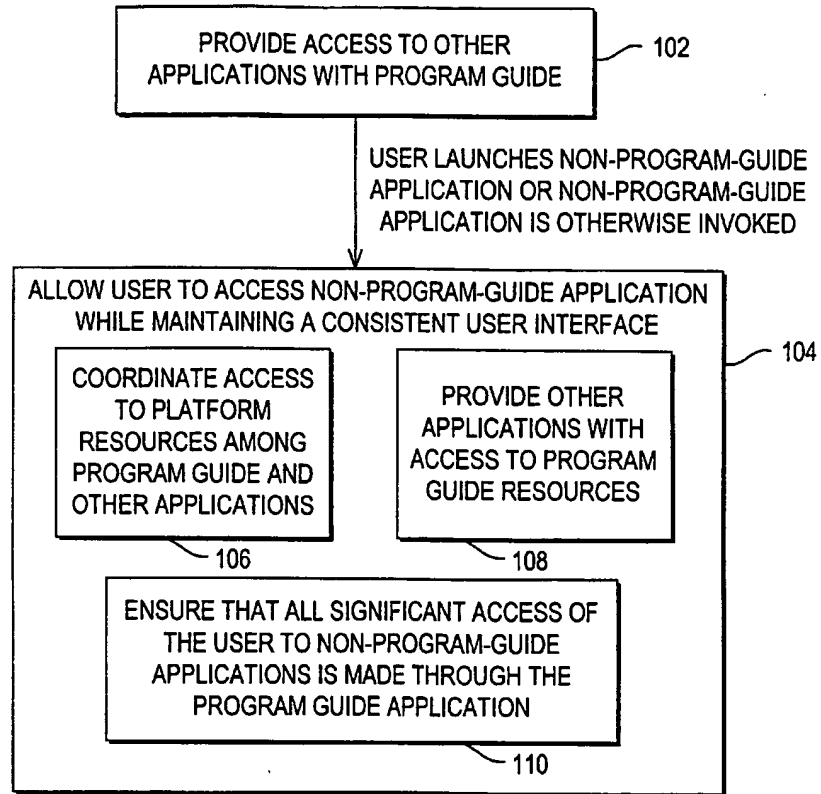 PROVIDE ACCESS TO OTHER
APPLICATIONS WITH PROGRAM GUIDE
102
USER LAUNCHES NON-PROGRAM-GUIDE
APPLICATION OR NON-PROGRAM-GUIDE
APPLICATION IS OTHERWISE INVOKED
ALLOW USER TO ACCESS NON-PROGRAM-GUIDE APPLICATION
WHILE MAINTAINING A CONSISTENT USER INTERFACE
104
COORDINATE ACCESS
TO PLATFORM
RESOURCES AMONG
PROGRAM GUIDE AND
OTHER APPLICATIONS
106
PROVIDE OTHER
APPLICATIONS WITH
ACCESS TO PROGRAM
GUIDE RESOURCES
108
ENSURE THAT ALL SIGNIFICANT ACCESS OF
THE USER TO NON-PROGRAM-GUIDE
APPLICATIONS IS MADE THROUGH THE
PROGRAM GUIDE APPLICATION
110